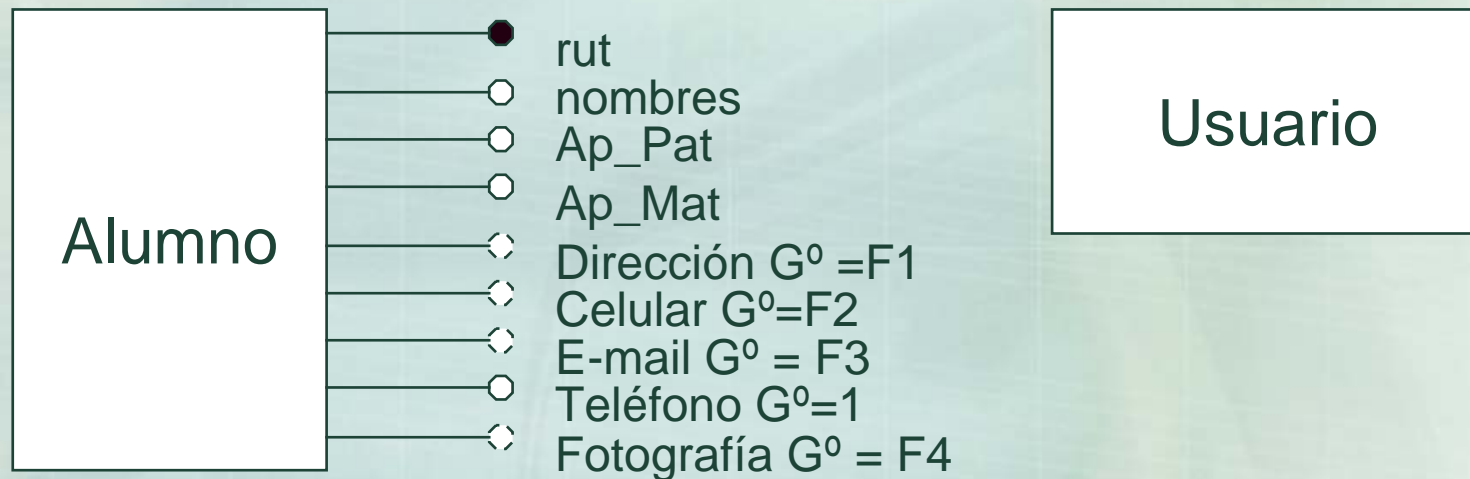 Alumno
rut
nombres
Ap_Pat
Ap_Mat
Dirección Gº =F1
Celular Gº=F2
E-mail Gº = F3
Teléfono Gº=1
Fotografía Gº = F4
Usuario